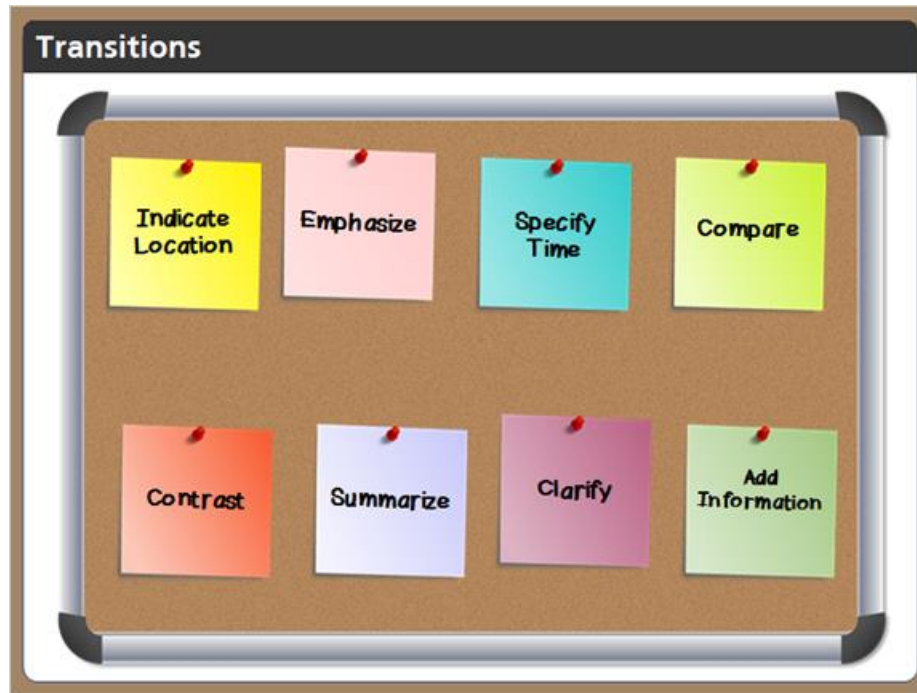 Transitions
Indicate
Location
Emphasize
Specify
Time
Compare
Contrast
Summarize
Clarify
Add
Information